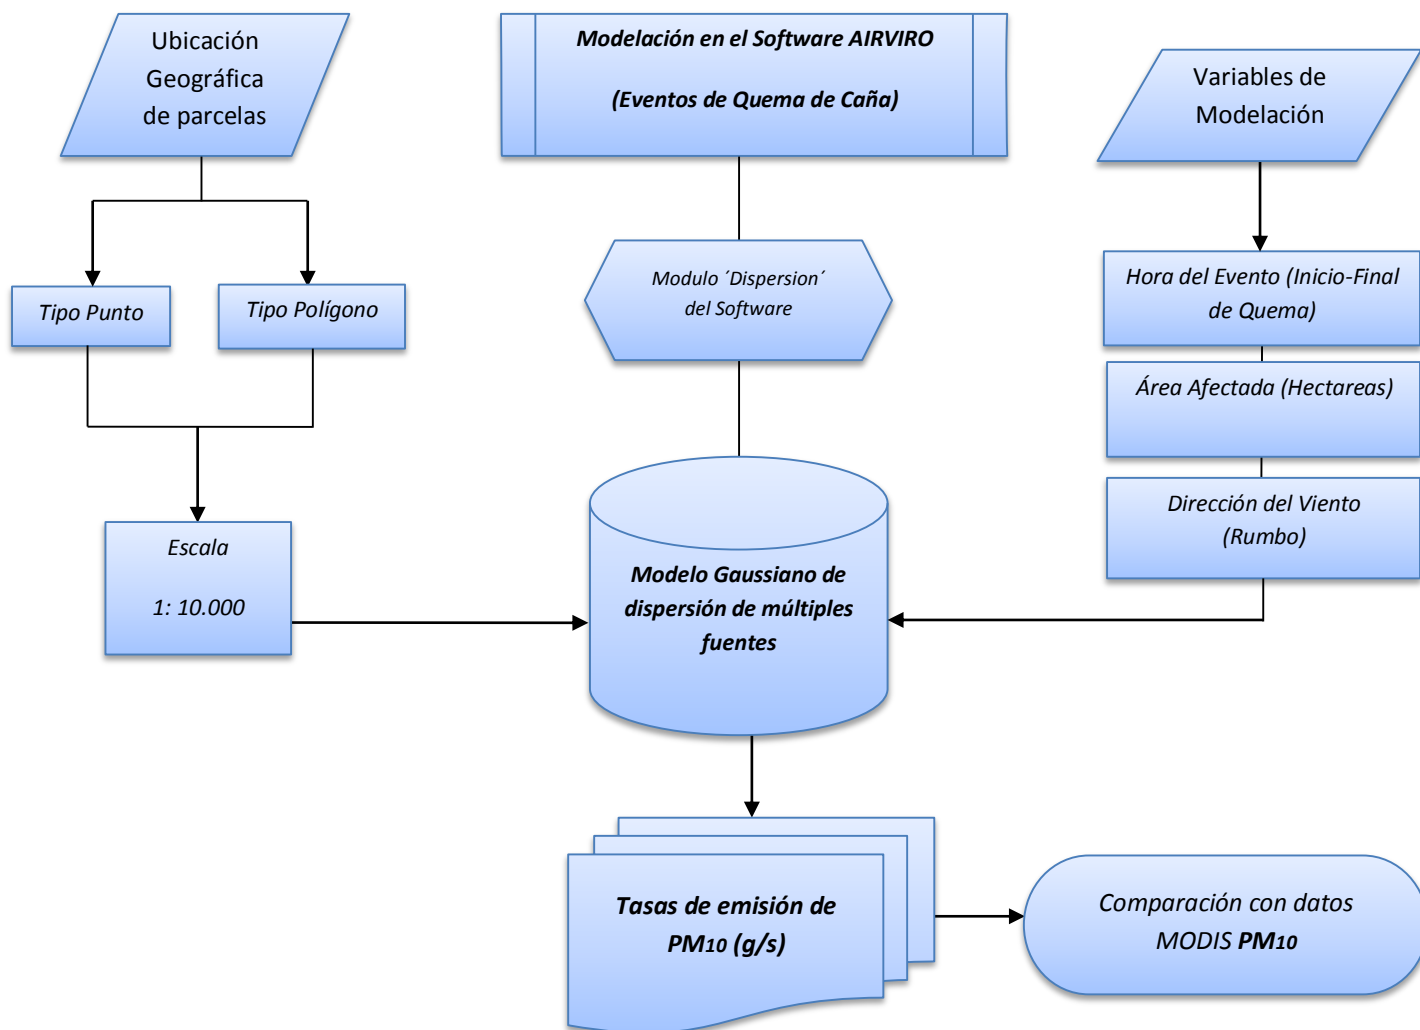 Ubicación
Geográfica
de parcelas
Modelación en el Software AIRVIRO
(Eventos de Quema de Caña)
Variables de
Modelación
Tipo Punto
Tipo Polígono
Modulo ´Dispersion´
del Software
Hora del Evento (Inicio-Final
de Quema)
Área Afectada (Hectareas)
Dirección del Viento
(Rumbo)
Escala
1: 10.000
Modelo Gaussiano de
dispersión de múltiples
fuentes
Tasas de emisión de
PM10 (g/s)
Comparación con datos
MODIS PM10